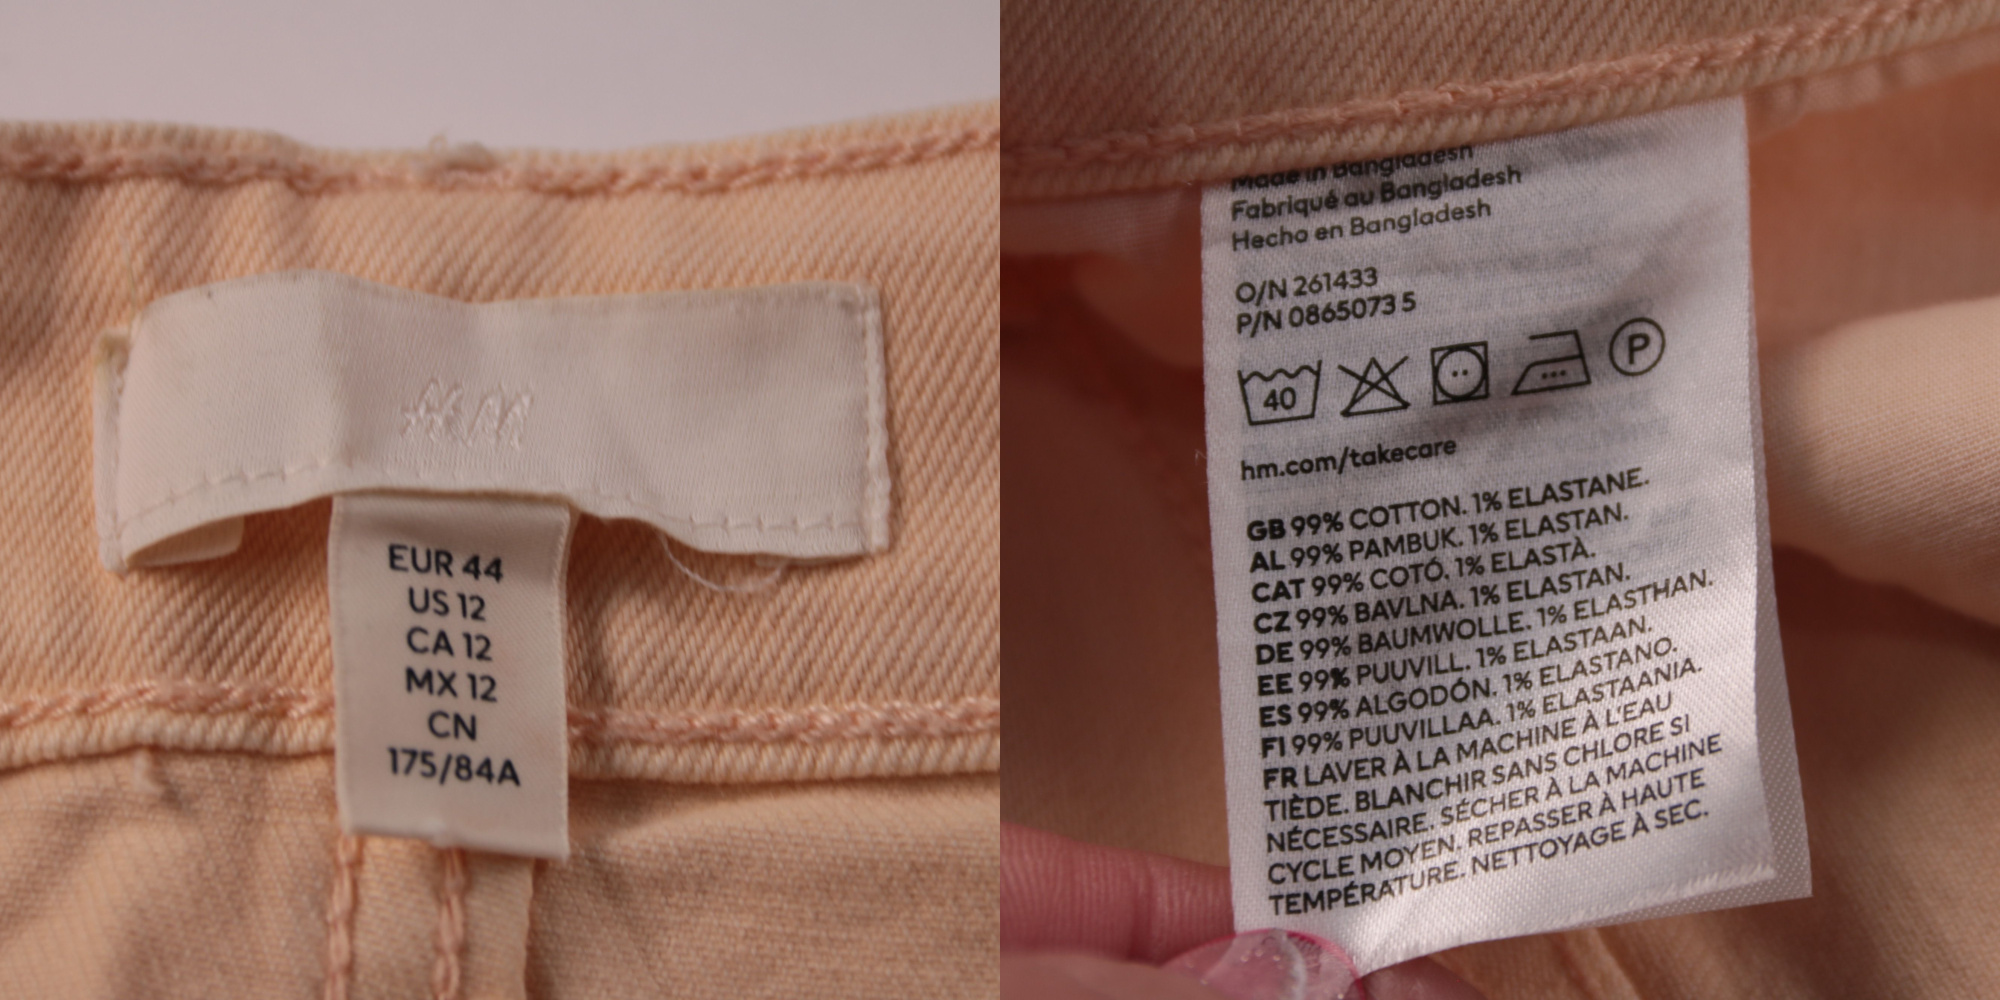 H&M
EUR 44
US 12
CA 12
MX 12
CN
175/84A
Made in Bangladesh
Fabriqué au Bangladesh
Hecho en Bangladesh
O/N 261433
P/N 0865073 5
40 P
hm.com/takecare
GB 99% COTTON. 1% ELASTANE.
AL 99% PAMBUK. 1% ELASTAN.
CAT 99% COTÓ. 1% ELASTÀ.
CZ 99% BAVLNA. 1% ELASTAN.
DE 99% BAUMWOLLE. 1% ELASTHAN.
EE 99% PUUVILL. 1% ELASTAAN.
ES 99% ALGODÓN. 1% ELASTANO.
FI 99% PUUVILLAA. 1% ELASTAANIA.
FR LAVER À LA MACHINE À L'EAU
TIÈDE. BLANCHIR SANS CHLORE SI
NÉCESSAIRE. SÉCHER À LA MACHINE
CYCLE MOYEN. REPASSER À HAUTE
TEMPÉRATURE. NETTOYAGE À SEC.